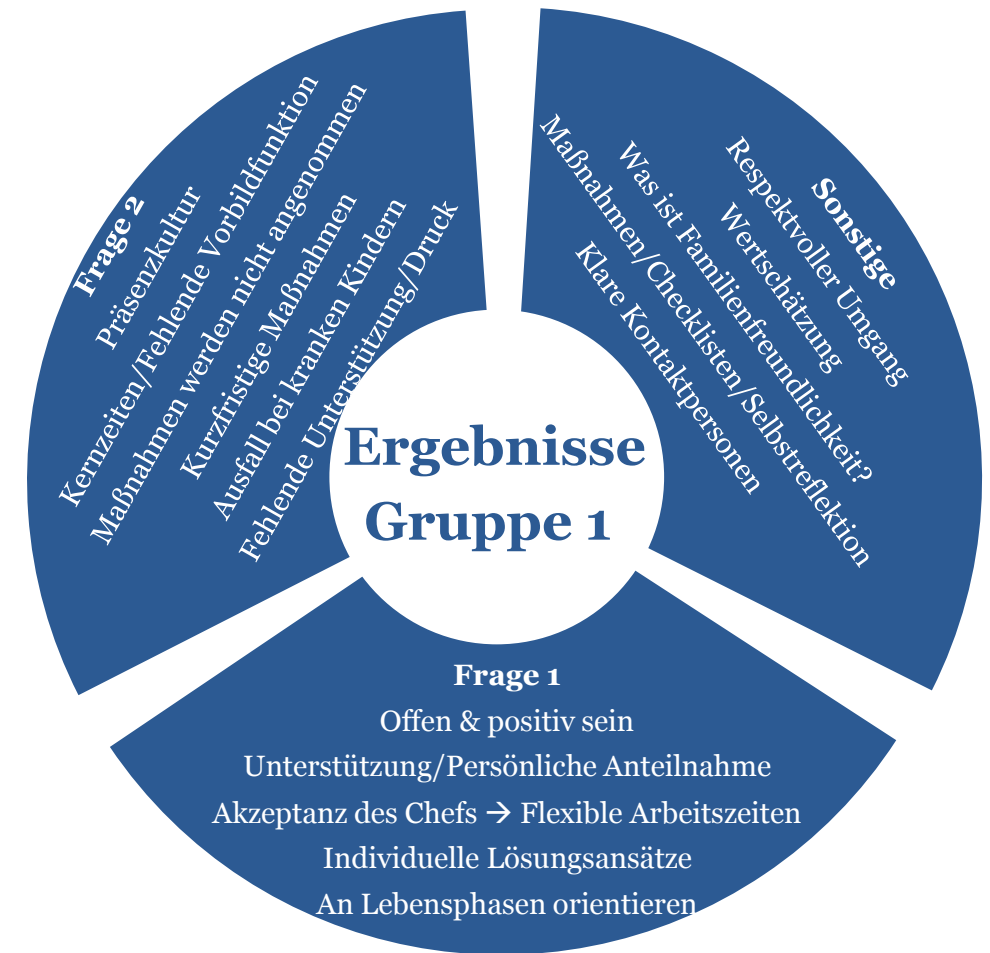 Frage 2
Präsenzkultur
Kernzeiten/Fehlende Vorbildfunktion
Maßnahmen werden nicht angenommen
Kurzfristige Maßnahmen
Ausfall bei kranken Kindern
Fehlende Unterstützung/Druck
Sonstige
Respektvoller Umgang
Wertschätzung
Was ist Familienfreundlichkeit?
Maßnahmen/Checklisten/Selbstreflektion
Klare Kontaktpersonen
Ergebnisse
Gruppe 1
Frage 1
Offen & positiv sein
Unterstützung/Persönliche Anteilnahme
Akzeptanz des Chefs → Flexible Arbeitszeiten
Individuelle Lösungsansätze
An Lebensphasen orientieren